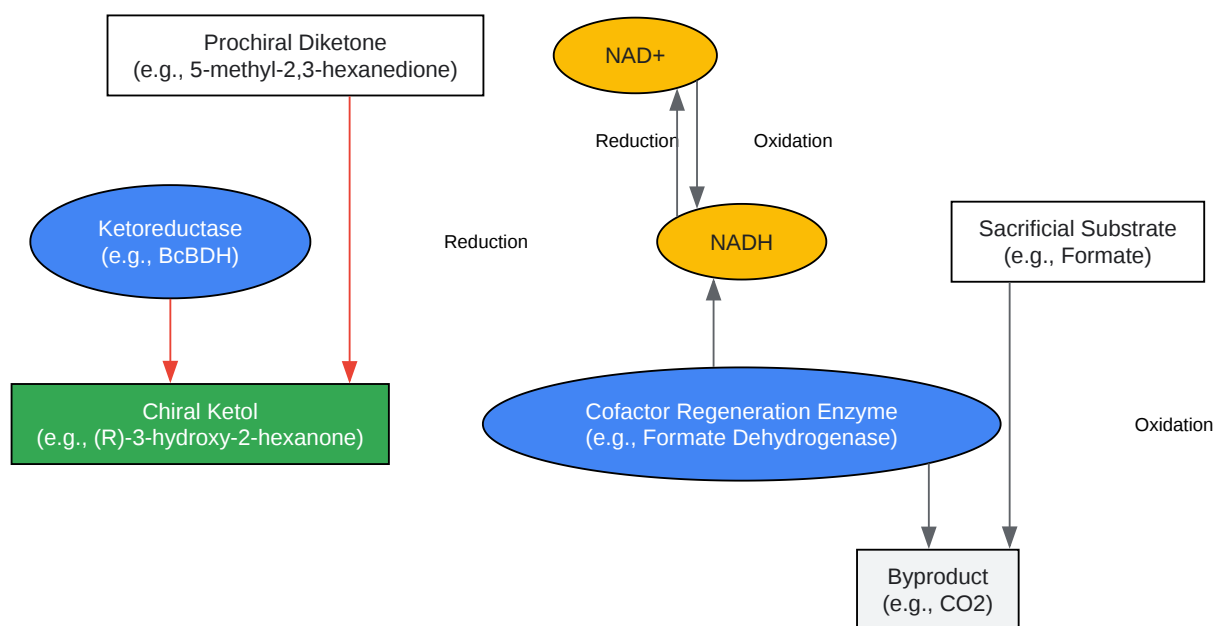 Prochiral Diketone
(e.g., 5-methyl-2,3-hexanedione)
NAD+
Reduction
Oxidation
Ketoreductase
(e.g., BcBDH)
Reduction
NADH
Sacrificial Substrate
(e.g., Formate)
Chiral Ketol
(e.g., (R)-3-hydroxy-2-hexanone)
Cofactor Regeneration Enzyme
(e.g., Formate Dehydrogenase)
Oxidation
Byproduct
(e.g., CO2)